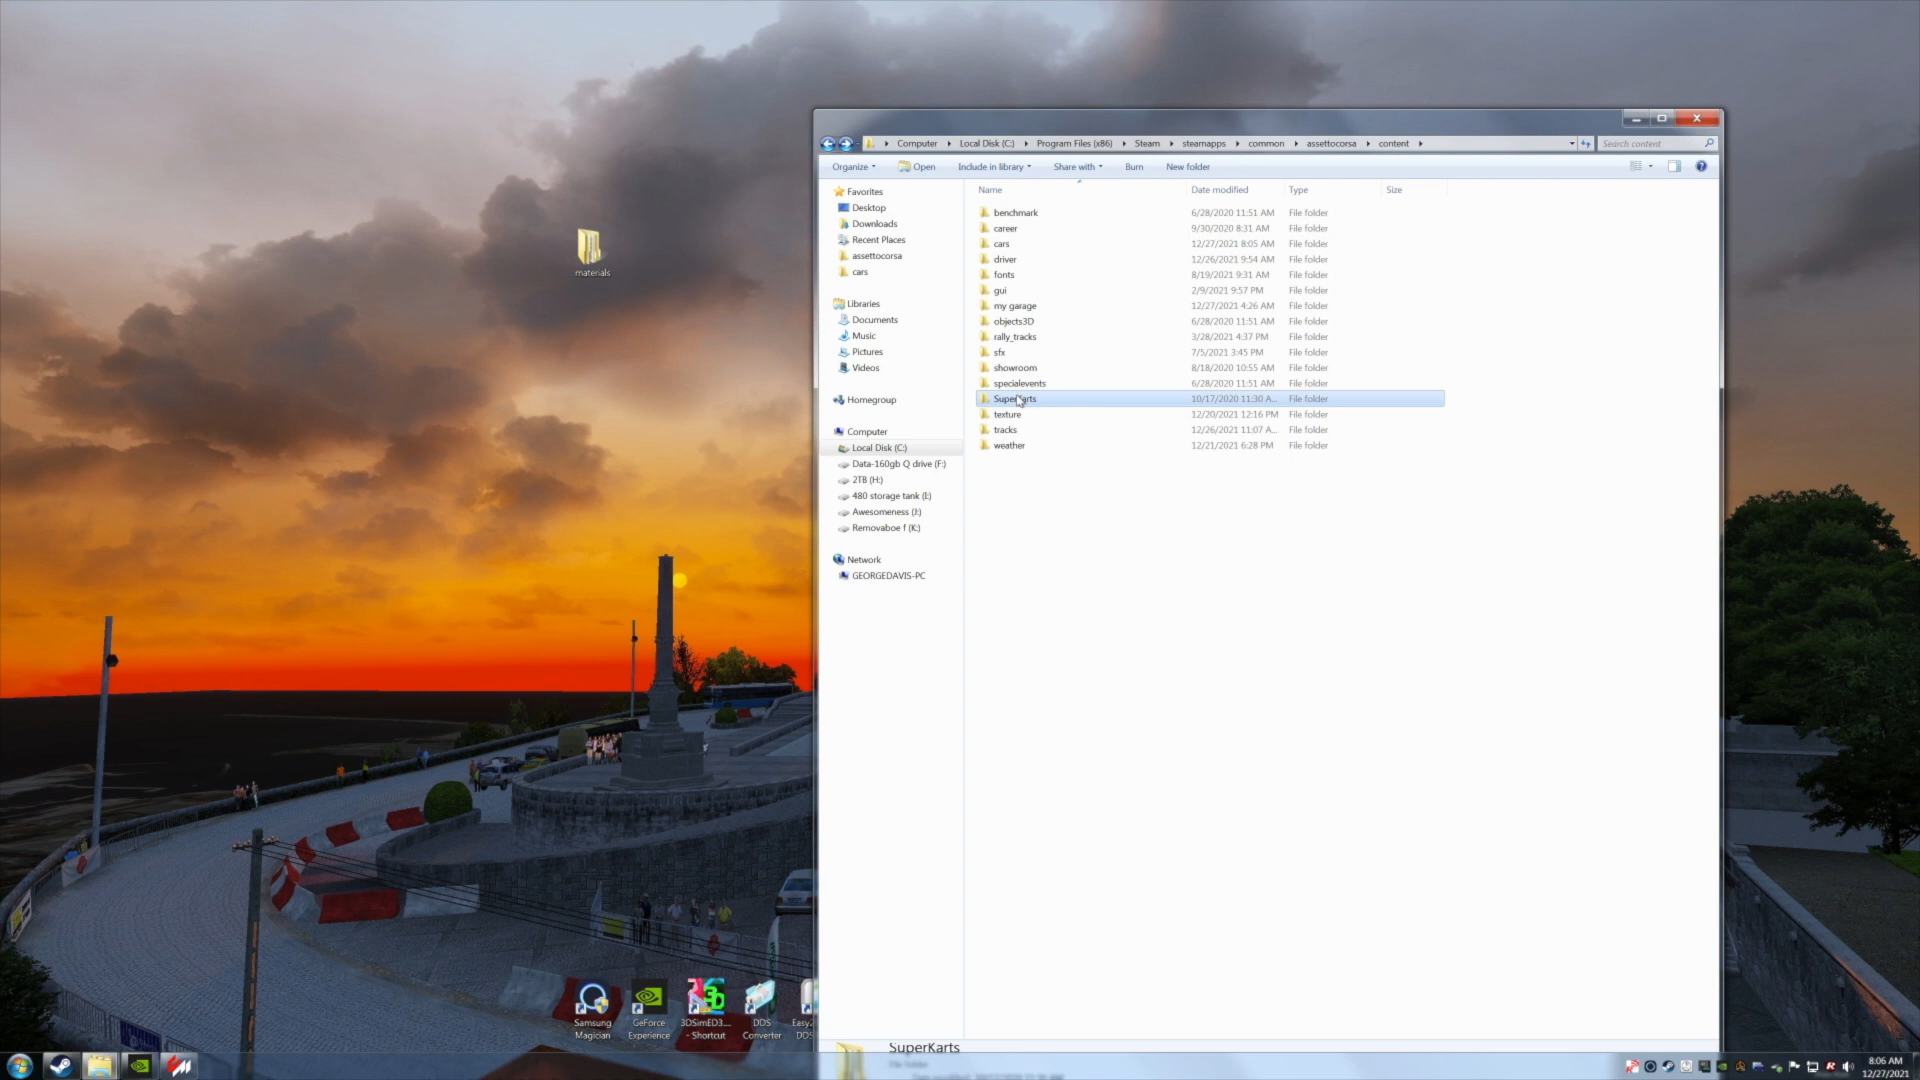 materials
Computer Local Disk (C:) Program Files (x86) Steam steamapps common assettocorsa content
Search content
Organize Open Include in library Share with Burn New folder
Name Date modified Type Size
Favorites
Desktop
Downloads
Recent Places
assettocorsa
cars
Libraries
Documents
Music
Pictures
Videos
Homegroup
Computer
Local Disk (C:)
Data-160gb Q drive (F:)
2TB (H:)
480 storage tank (I:)
Awesomeness (J:)
Removaboe f (K:)
Network
GEORGEDAVIS-PC
benchmark 6/28/2020 11:51 AM File folder
career 9/30/2020 8:31 AM File folder
cars 12/27/2021 8:05 AM File folder
driver 12/26/2021 9:54 AM File folder
fonts 8/19/2021 9:31 AM File folder
gui 2/9/2021 9:57 PM File folder
my garage 12/27/2021 4:26 AM File folder
objects3D 6/28/2020 11:51 AM File folder
rally_tracks 3/28/2021 4:37 PM File folder
sfx 7/5/2021 3:45 PM File folder
showroom 8/18/2020 10:55 AM File folder
specialevents 6/28/2020 11:51 AM File folder
SuperKarts 10/17/2020 11:30 A... File folder
texture 12/20/2021 12:16 PM File folder
tracks 12/26/2021 11:07 A... File folder
weather 12/21/2021 6:28 PM File folder
Samsung
Magician
GeForce
Experience
3DSimED3....
- Shortcut
DDS
Converter
SuperKarts
File folder
8:06 AM
12/27/2021